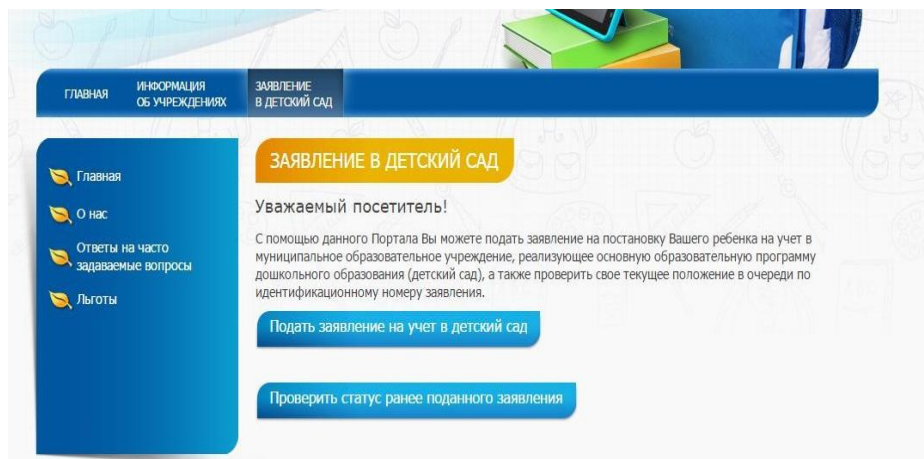 ГЛАВНАЯ
ИНФОРМАЦИЯ
ОБ УЧРЕЖДЕНИЯХ
ЗАЯВЛЕНИЕ
В ДЕТСКИЙ САД
Главная
О нас
Ответы на часто
задаваемые вопросы
Льготы
ЗАЯВЛЕНИЕ В ДЕТСКИЙ САД
Уважаемый посетитель!
С помощью данного Портала Вы можете подать заявление на постановку Вашего ребенка на учет в
муниципальное образовательное учреждение, реализующее основную образовательную программу
дошкольного образования (детский сад), а также проверить свое текущее положение в очереди по
идентификационному номеру заявления.
Подать заявление на учет в детский сад
Проверить статус ранее поданного заявления